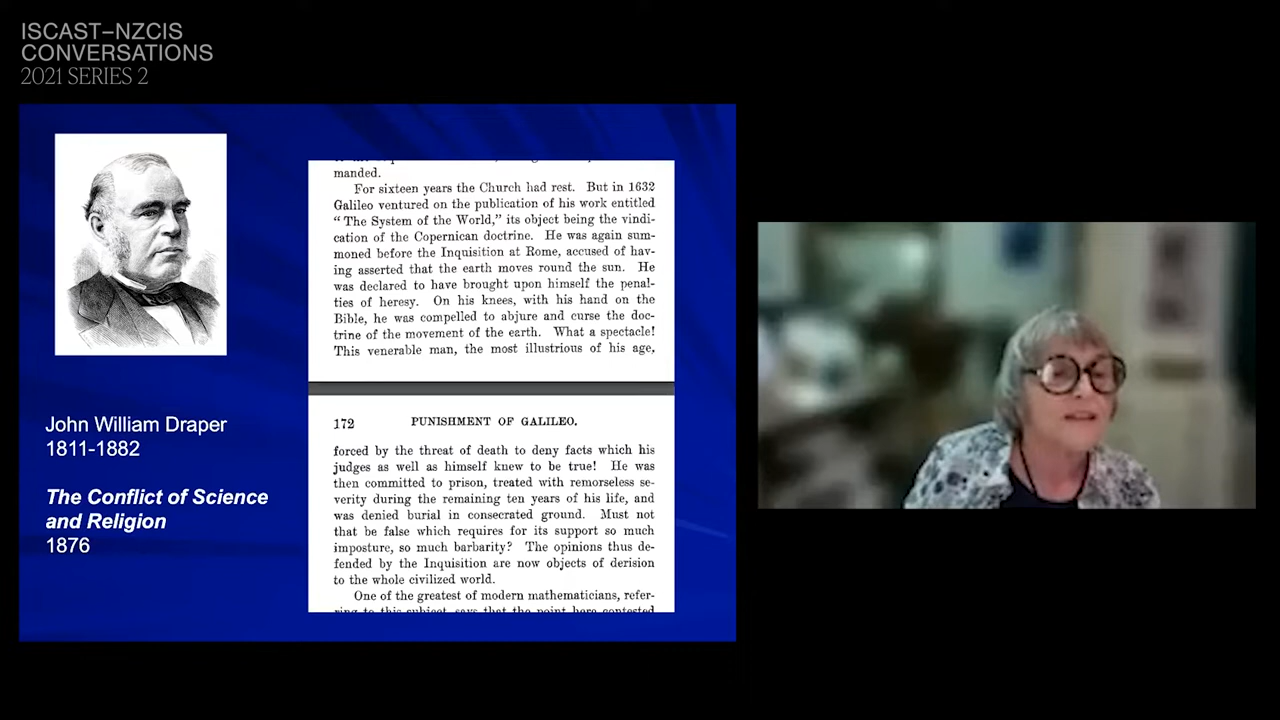 ISCAST–NZCIS
CONVERSATIONS
2021 SERIES 2
manded.
For sixteen years the Church had rest. But in 1632
Galileo ventured on the publication of his work entitled
“The System of the World,” its object being the vindi-
cation of the Copernican doctrine. He was again sum-
moned before the Inquisition at Rome, accused of hav-
ing asserted that the earth moves round the sun. He
was declared to have brought upon himself the penal-
ties of heresy. On his knees, with his hand on the
Bible, he was compelled to abjure and curse the doc-
trine of the movement of the earth. What a spectacle!
This venerable man, the most illustrious of his age,
172 PUNISHMENT OF GALILEO.
forced by the threat of death to deny facts which his
judges as well as himself knew to be true! He was
then committed to prison, treated with remorseless se-
verity during the remaining ten years of his life, and
was denied burial in consecrated ground. Must not
that be false which requires for its support so much
imposture, so much barbarity? The opinions thus de-
fended by the Inquisition are now objects of derision
to the whole civilized world.
One of the greatest of modern mathematicians, refer-
ring to this subject, says that the point here contested
John William Draper
1811-1882
The Conflict of Science
and Religion
1876